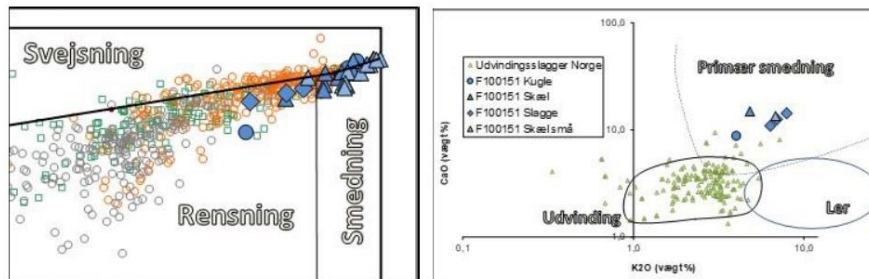 Svejsning
Rensning
Smedning
100,0
10,0
1,0
CaO (vægt%)
Udvindingsslagger Norge
F100151 Kugle
F100151 Skæl
F100151 Slagge
F100151 Skæl små
Primær smedning
Udvinding
Ler
0,1
1,0
10,0
K2O (vægt%)